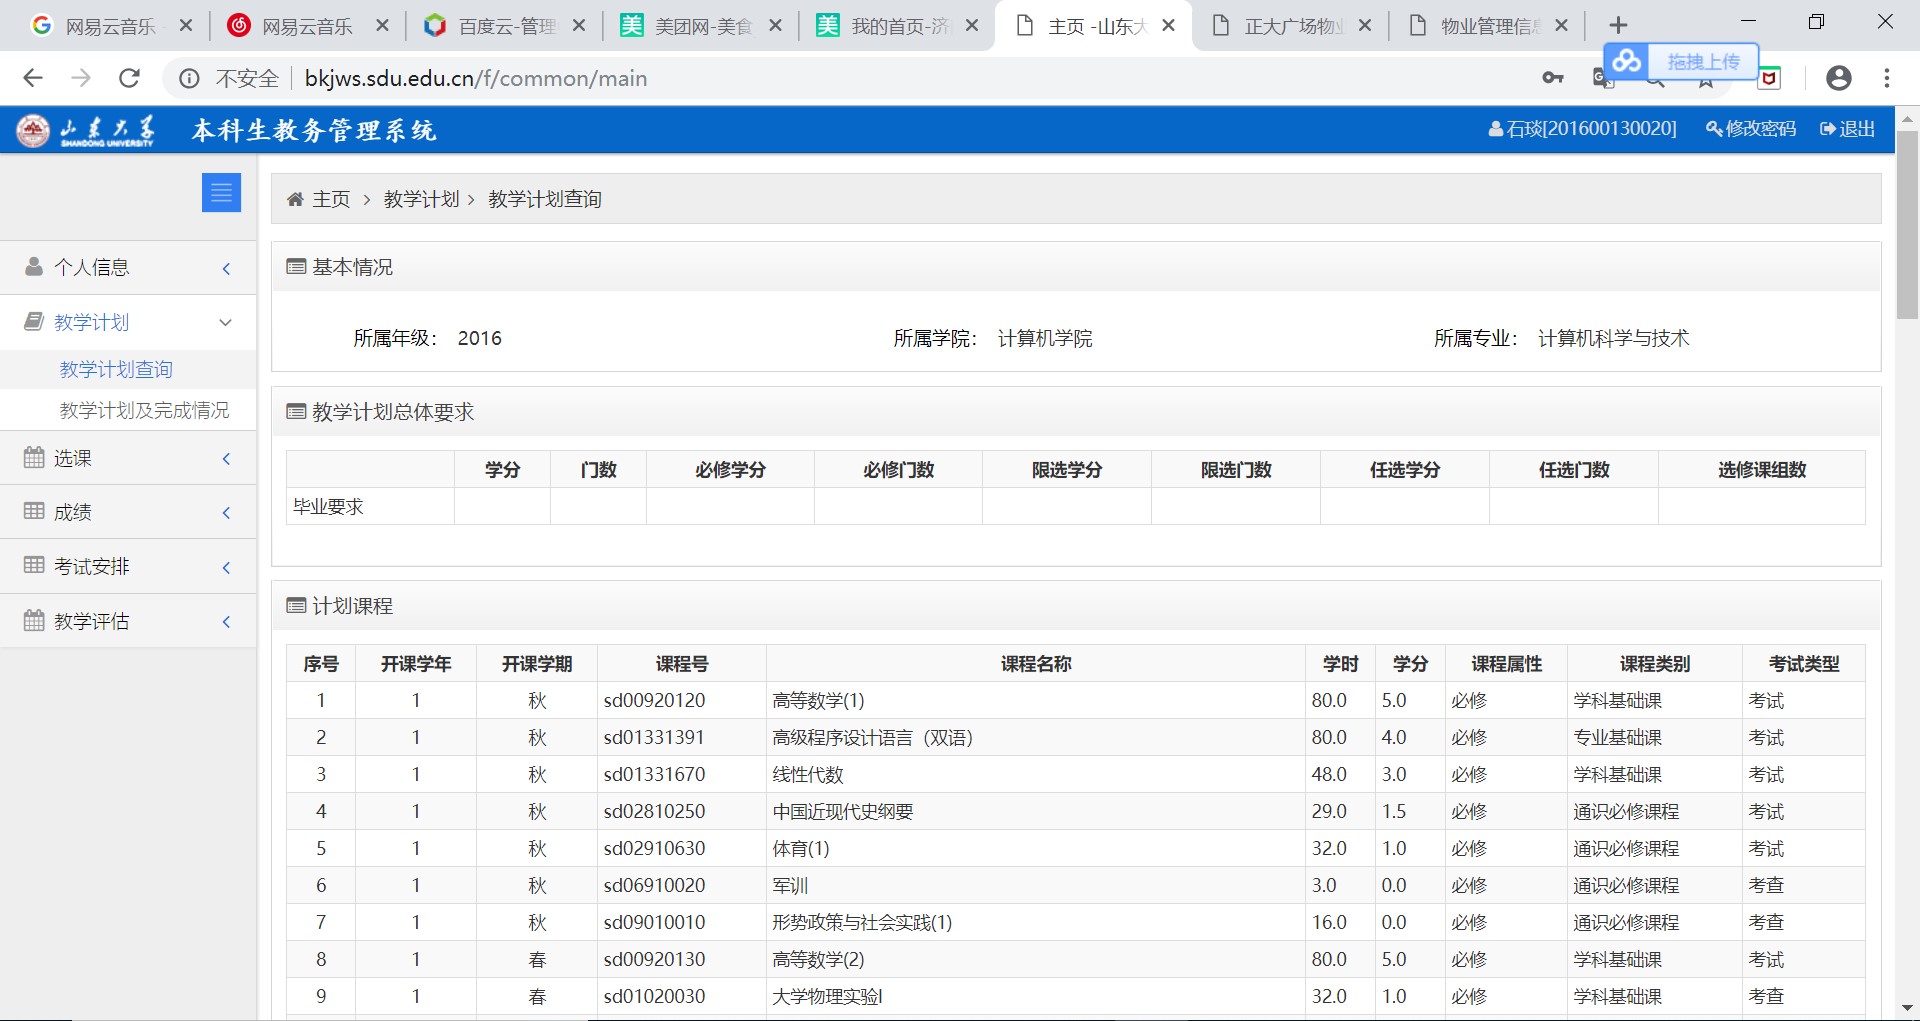 网易云音乐 网易云音乐 百度云-管理 美团网-美食 我的首页-济 主页 -山东大 正大广场物业 物业管理信息
不安全 bkjws.sdu.edu.cn/f/common/main
拖拽上传
山东大学 SHANDONG UNIVERSITY 本科生教务管理系统 石琰[201600130020] 修改密码 退出
主页 > 教学计划 > 教学计划查询
个人信息
教学计划
教学计划查询
教学计划及完成情况
选课
成绩
考试安排
教学评估
基本情况
所属年级： 2016 所属学院： 计算机学院 所属专业： 计算机科学与技术
教学计划总体要求
学分 门数 必修学分 必修门数 限选学分 限选门数 任选学分 任选门数 选修课组数
毕业要求
计划课程
序号 开课学年 开课学期 课程号 课程名称 学时 学分 课程属性 课程类别 考试类型
1 1 秋 sd00920120 高等数学(1) 80.0 5.0 必修 学科基础课 考试
2 1 秋 sd01331391 高级程序设计语言（双语） 80.0 4.0 必修 专业基础课 考试
3 1 秋 sd01331670 线性代数 48.0 3.0 必修 学科基础课 考试
4 1 秋 sd02810250 中国近现代史纲要 29.0 1.5 必修 通识必修课程 考试
5 1 秋 sd02910630 体育(1) 32.0 1.0 必修 通识必修课程 考试
6 1 秋 sd06910020 军训 3.0 0.0 必修 通识必修课程 考查
7 1 秋 sd09010010 形势政策与社会实践(1) 16.0 0.0 必修 通识必修课程 考查
8 1 春 sd00920130 高等数学(2) 80.0 5.0 必修 学科基础课 考试
9 1 春 sd01020030 大学物理实验I 32.0 1.0 必修 学科基础课 考查